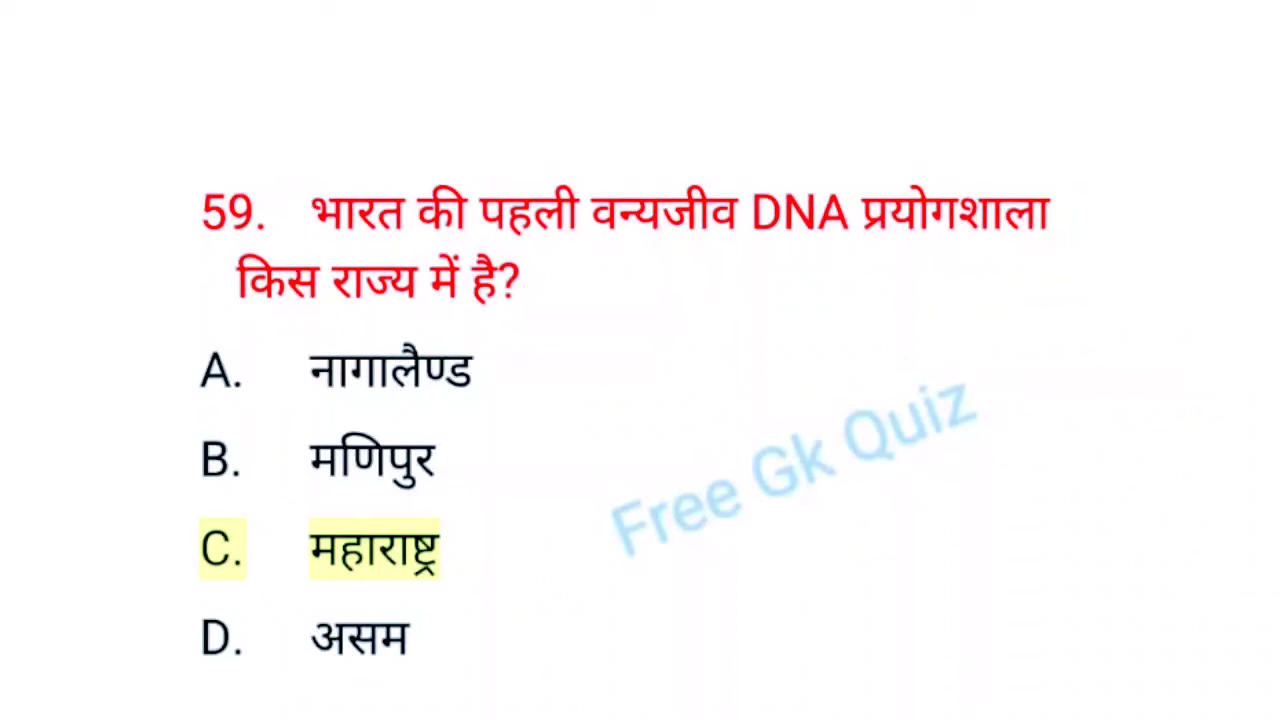 59. भारत की पहली वन्यजीव DNA प्रयोगशाला
किस राज्य में है?
A. नागालैण्ड
B. मणिपुर
Free Gk Quiz
C. महाराष्ट्र
D. असम